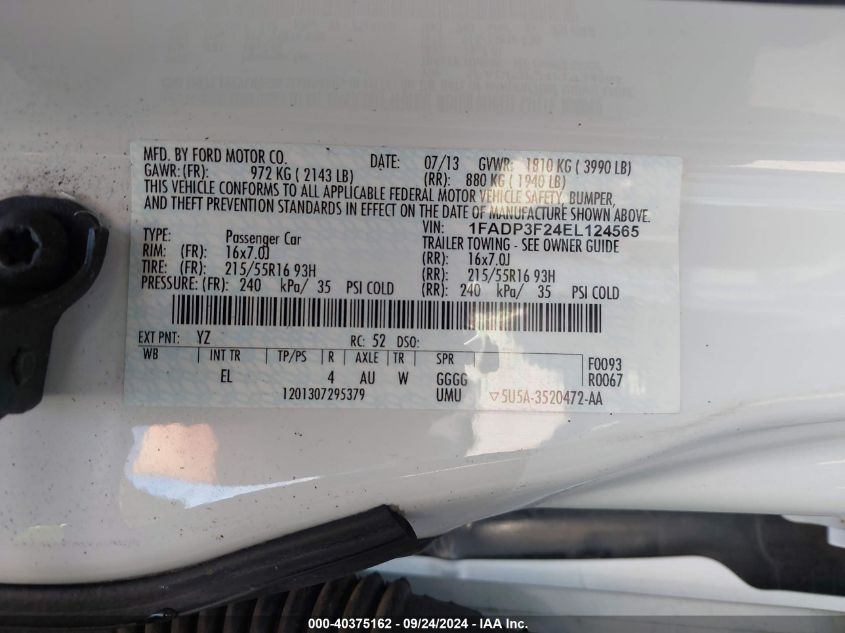 MFD. BY FORD MOTOR CO. DATE: 07/13 GVWR: 1810 KG ( 3990 LB)
GAWR: (FR): 972 KG ( 2143 LB) (RR): 880 KG ( 1940 LB)
THIS VEHICLE CONFORMS TO ALL APPLICABLE FEDERAL MOTOR VEHICLE SAFETY, BUMPER,
AND THEFT PREVENTION STANDARDS IN EFFECT ON THE DATE OF MANUFACTURE SHOWN ABOVE.
VIN: 1FADP3F24EL124565
TYPE: Passenger Car TRAILER TOWING - SEE OWNER GUIDE
RIM: (FR): 16x7.0J (RR): 16x7.0J
TIRE: (FR): 215/55R16 93H (RR): 215/55R16 93H
PRESSURE: (FR): 240 kPa/ 35 PSI COLD (RR): 240 kPa/ 35 PSI COLD
EXT PNT: YZ RC: 52 DSO:
WB INT TR TP/PS R AXLE TR SPR F0093
EL 4 AU W GGGG R0067
1201307295379 UMU ▽5U5A-3520472-AA
000-40375162 - 09/24/2024 - IAA Inc.